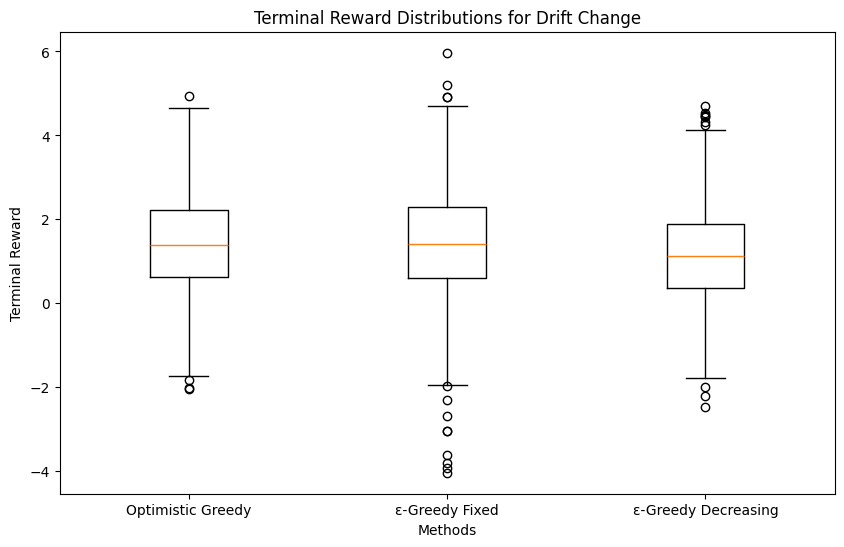 Terminal Reward Distributions for Drift Change
Terminal Reward
6
4
2
0
−2
−4
Optimistic Greedy
ε-Greedy Fixed
ε-Greedy Decreasing
Methods